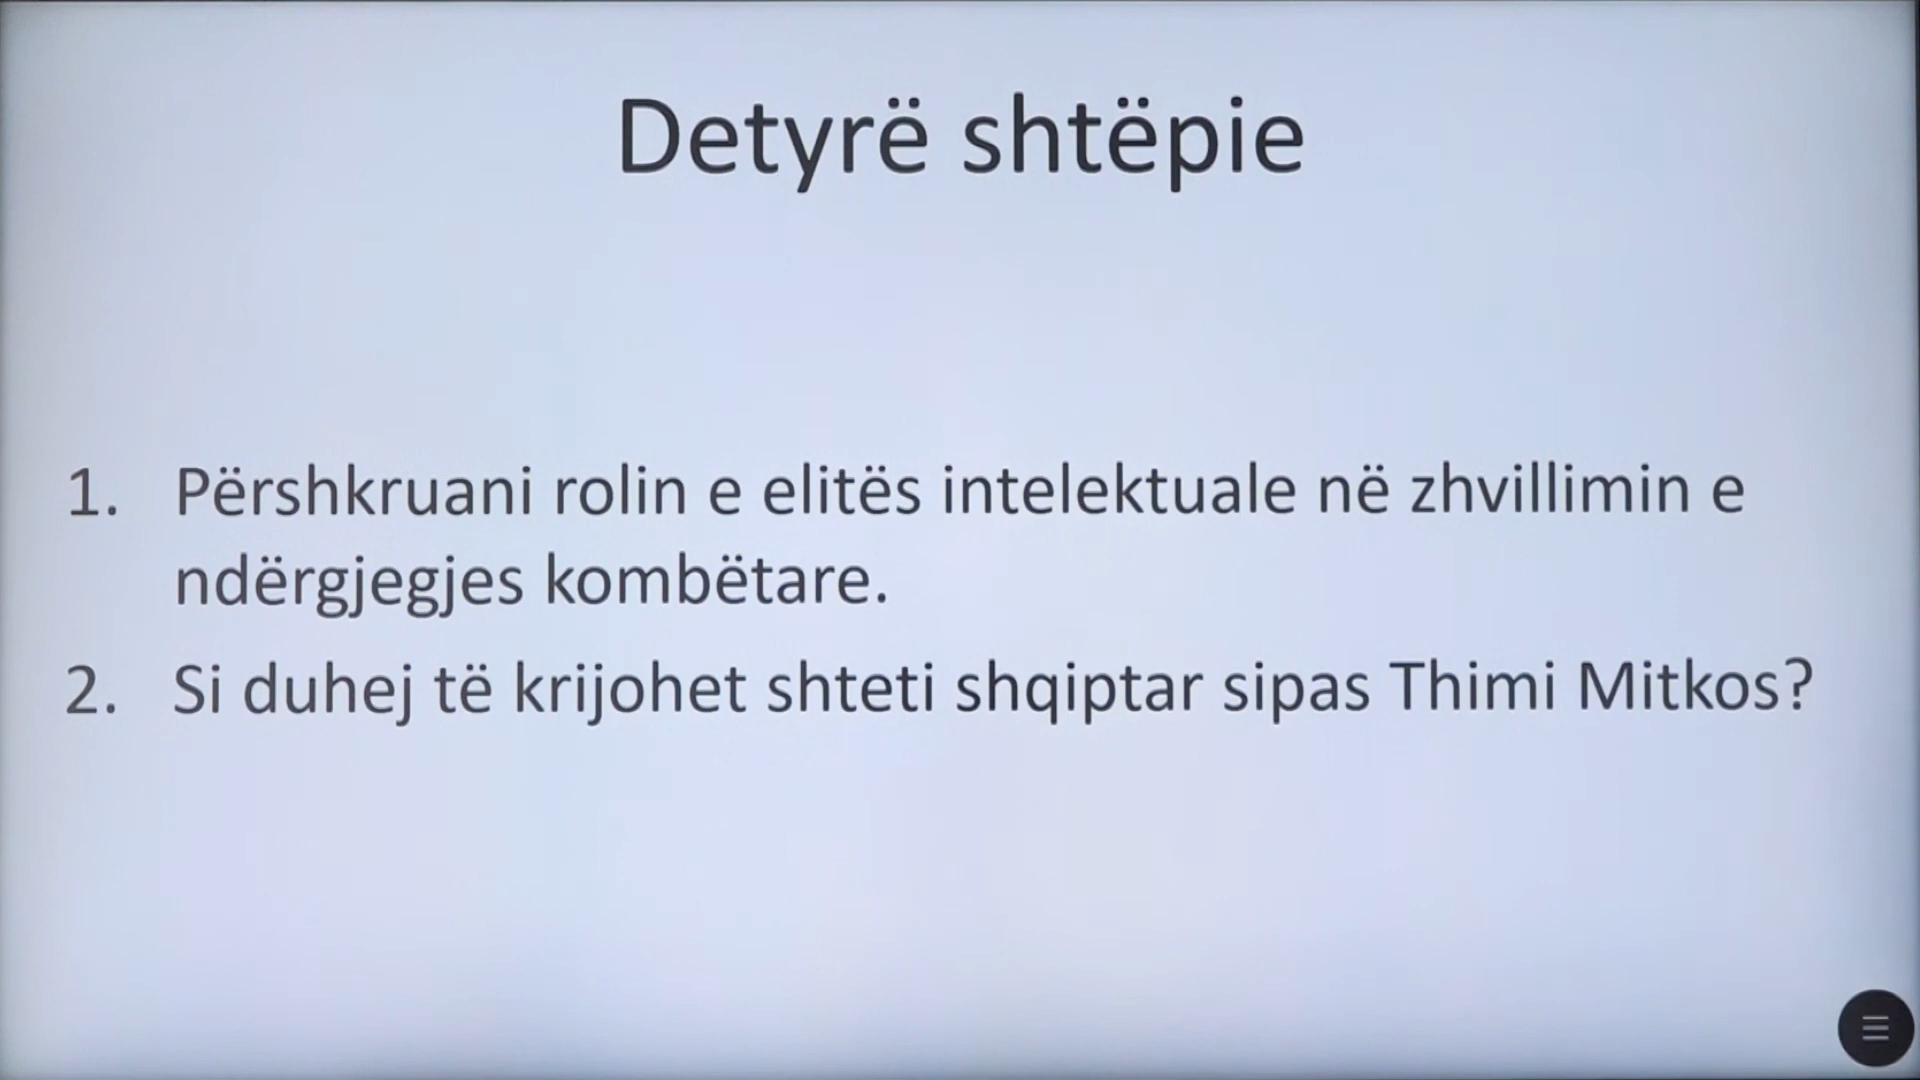 Detyrë shtëpie
1. Përshkruani rolin e elitës intelektuale në zhvillimin e
ndërgjegjes kombëtare.
2. Si duhej të krijohet shteti shqiptar sipas Thimi Mitkos?